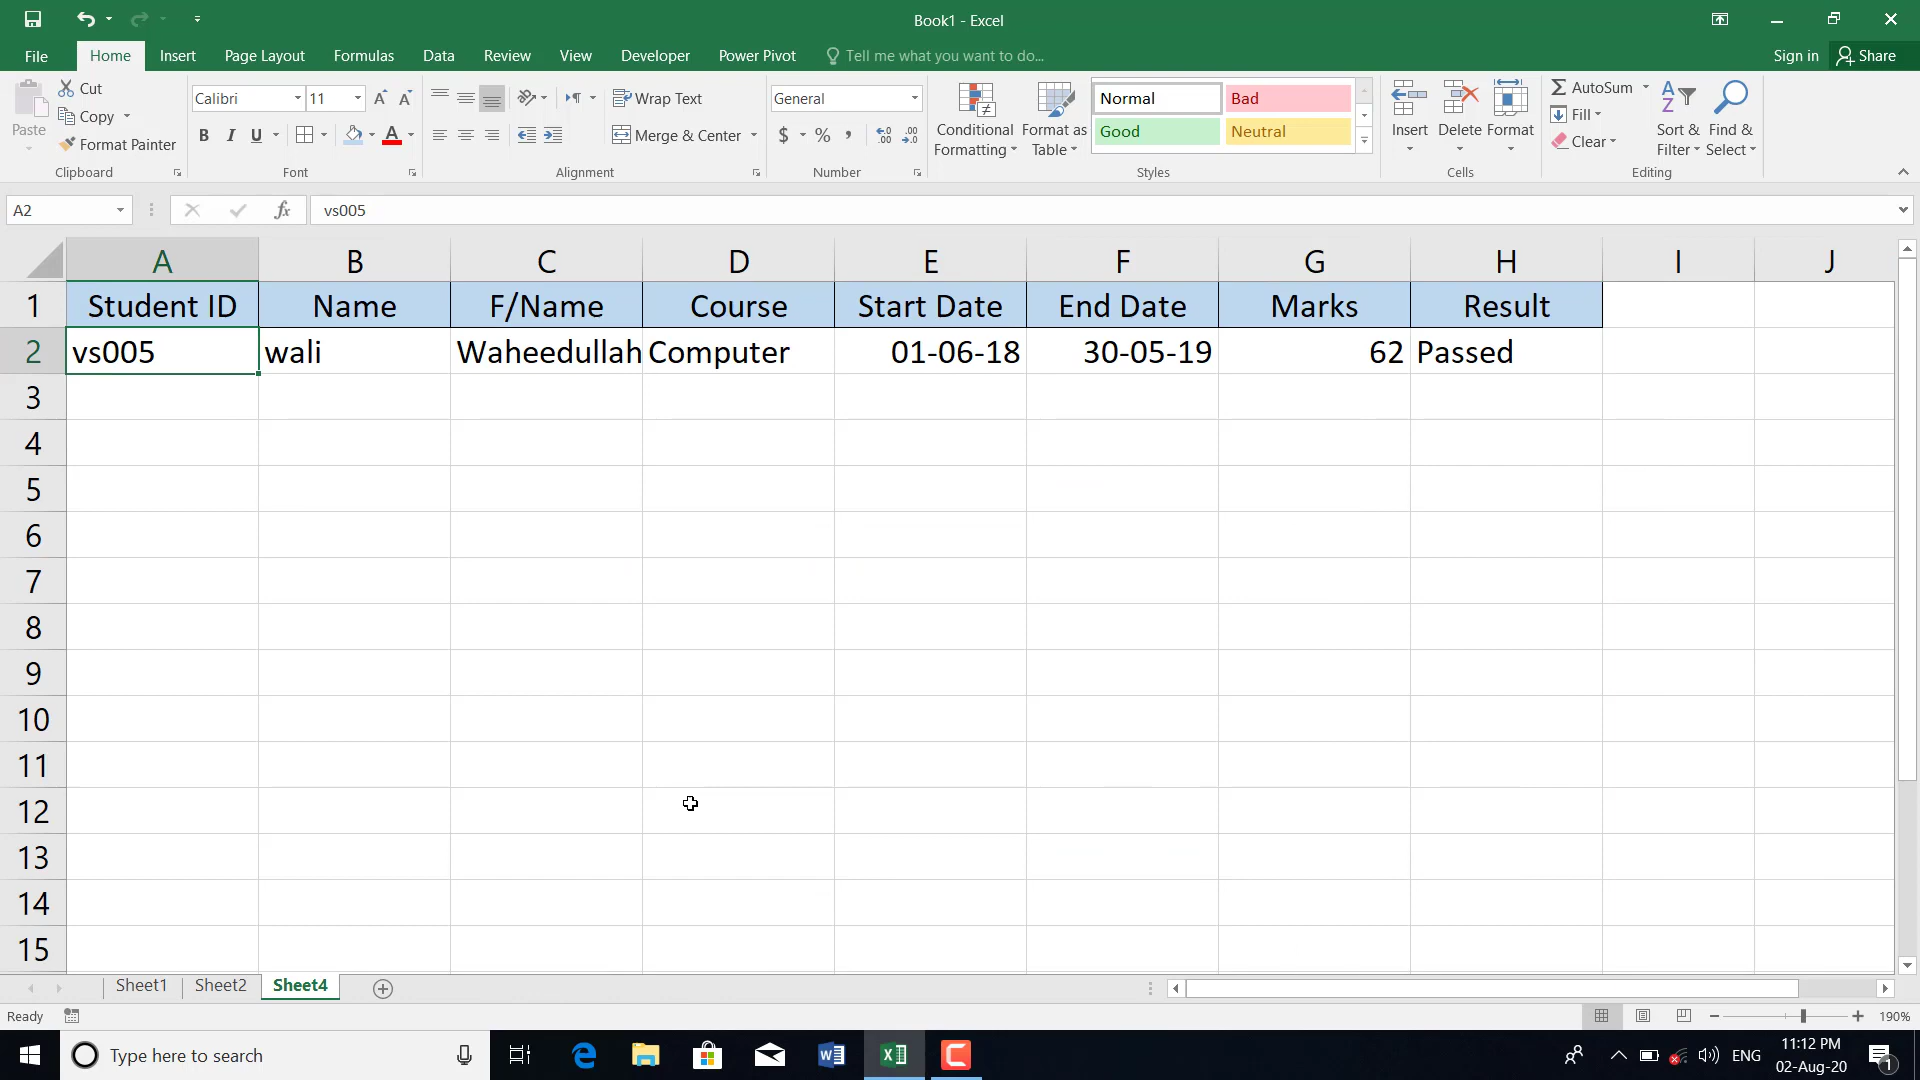 Book1 - Excel
File Home Insert Page Layout Formulas Data Review View Developer Power Pivot Tell me what you want to do... Sign in Share
Paste
Cut
Copy
Format Painter
Clipboard
Calibri 11
B I U A
Font
Wrap Text
Merge & Center
Alignment
General
$ % ,
Number
Conditional Formatting
Format as Table
Normal Bad
Good Neutral
Styles
Insert Delete Format
Cells
AutoSum
Fill
Clear
Sort & Filter
Find & Select
Editing
A2 fx vs005
A B C D E F G H I J
1 Student ID Name F/Name Course Start Date End Date Marks Result
2 vs005 wali Waheedullah Computer 01-06-18 30-05-19 62 Passed
3
4
5
6
7
8
9
10
11
12
13
14
15
Sheet1 Sheet2 Sheet4
Ready 190%
Type here to search
ENG
11:12 PM
02-Aug-20
1